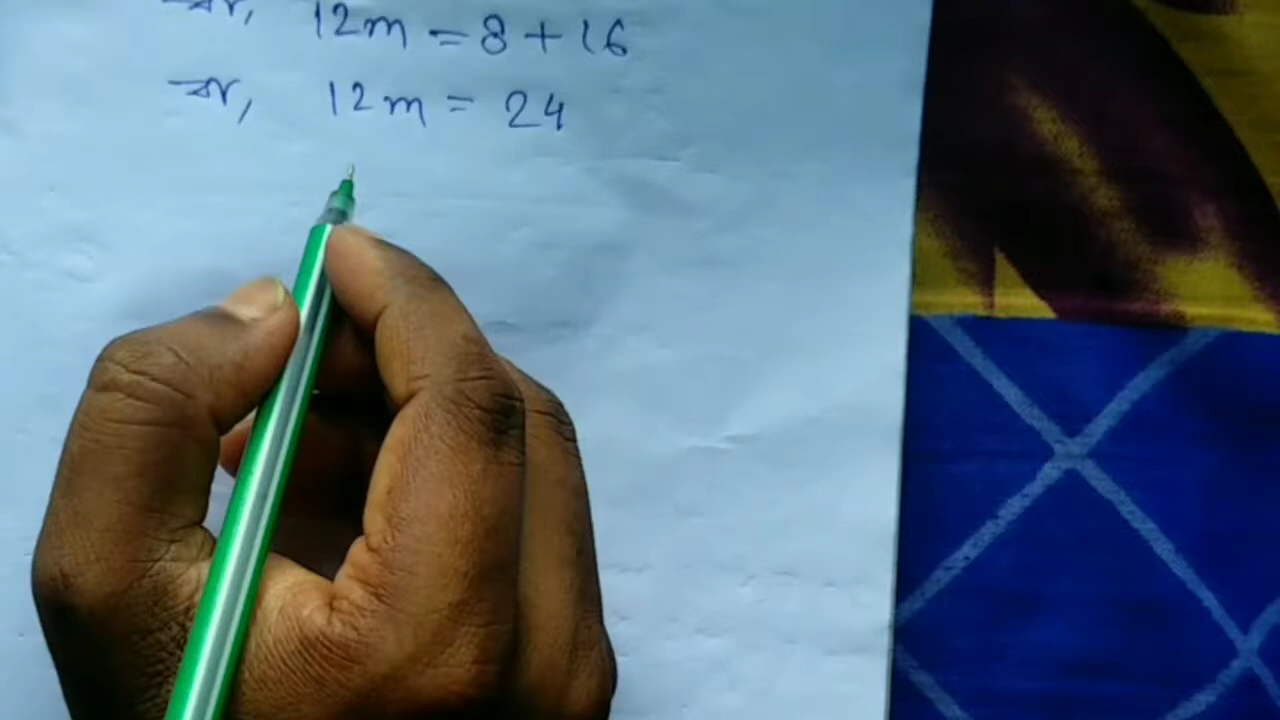 বা, 12m = 8 + 16
বা, 12m = 24